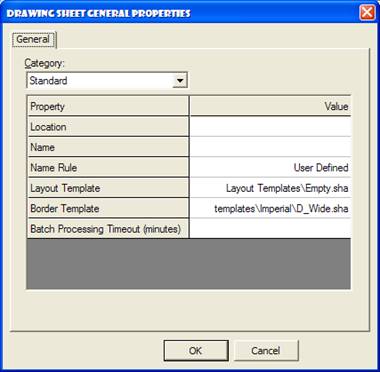 DRAWING SHEET GENERAL PROPERTIES
General
Category:
Standard
Property Value
Location
Name
Name Rule User Defined
Layout Template Layout Templates\Empty.sha
Border Template templates\Imperial\D_Wide.sha
Batch Processing Timeout (minutes)
OK Cancel